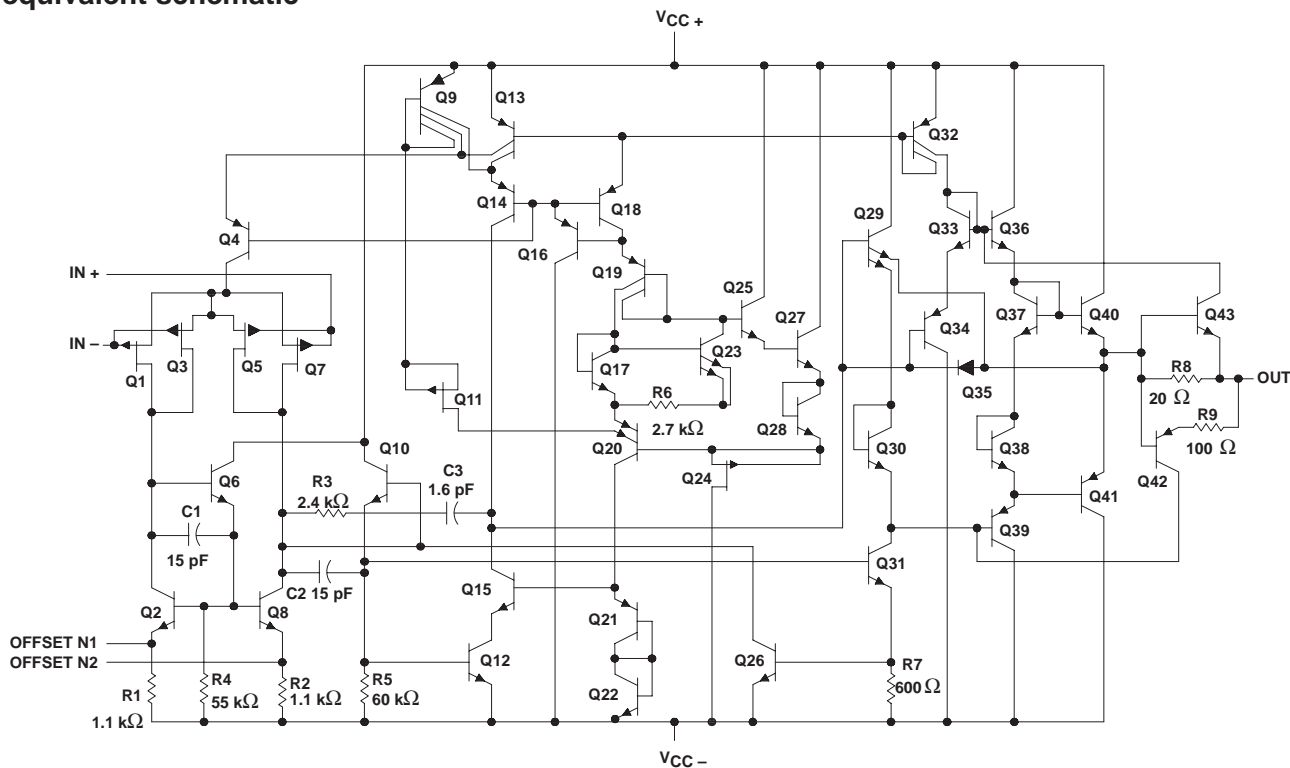 equivalent schematic
VCC +
Q9
Q13
Q32
Q14
Q18
Q29
Q33
Q36
Q4
Q16
Q19
IN +
Q25
Q27
Q34
Q37
Q40
Q43
IN –
Q1
Q3
Q5
Q7
Q23
Q17
Q11
R6
2.7 kΩ
Q35
R8
20 Ω
OUT
R9
100 Ω
Q28
Q20
Q30
Q38
Q42
Q6
Q10
R3
2.4 kΩ
C3
1.6 pF
Q24
Q41
C1
15 pF
Q39
C2 15 pF
Q15
Q31
Q2
Q8
Q21
OFFSET N1
OFFSET N2
Q12
Q26
R1
1.1 kΩ
R4
55 kΩ
R2
1.1 kΩ
R5
60 kΩ
Q22
R7
600 Ω
VCC –